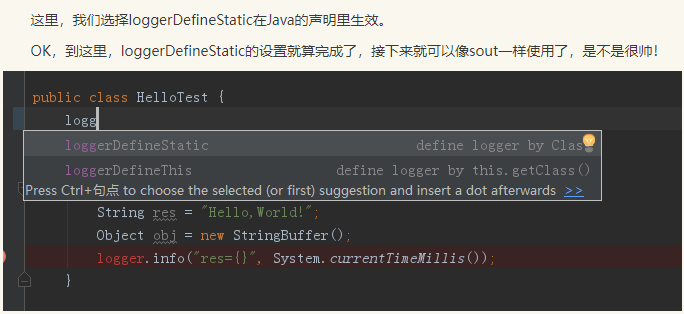 这里，我们选择loggerDefineStatic在Java的声明里生效。
OK，到这里，loggerDefineStatic的设置就算完成了，接下来就可以像sout一样使用了，是不是很帅！
public class HelloTest {
logg
loggerDefineStatic define logger by Clas
loggerDefineThis define logger by this.getClass()
Press Ctrl+句点 to choose the selected (or first) suggestion and insert a dot afterwards >>
String res = "Hello,World!";
Object obj = new StringBuffer();
logger.info("res={}", System.currentTimeMillis());
}